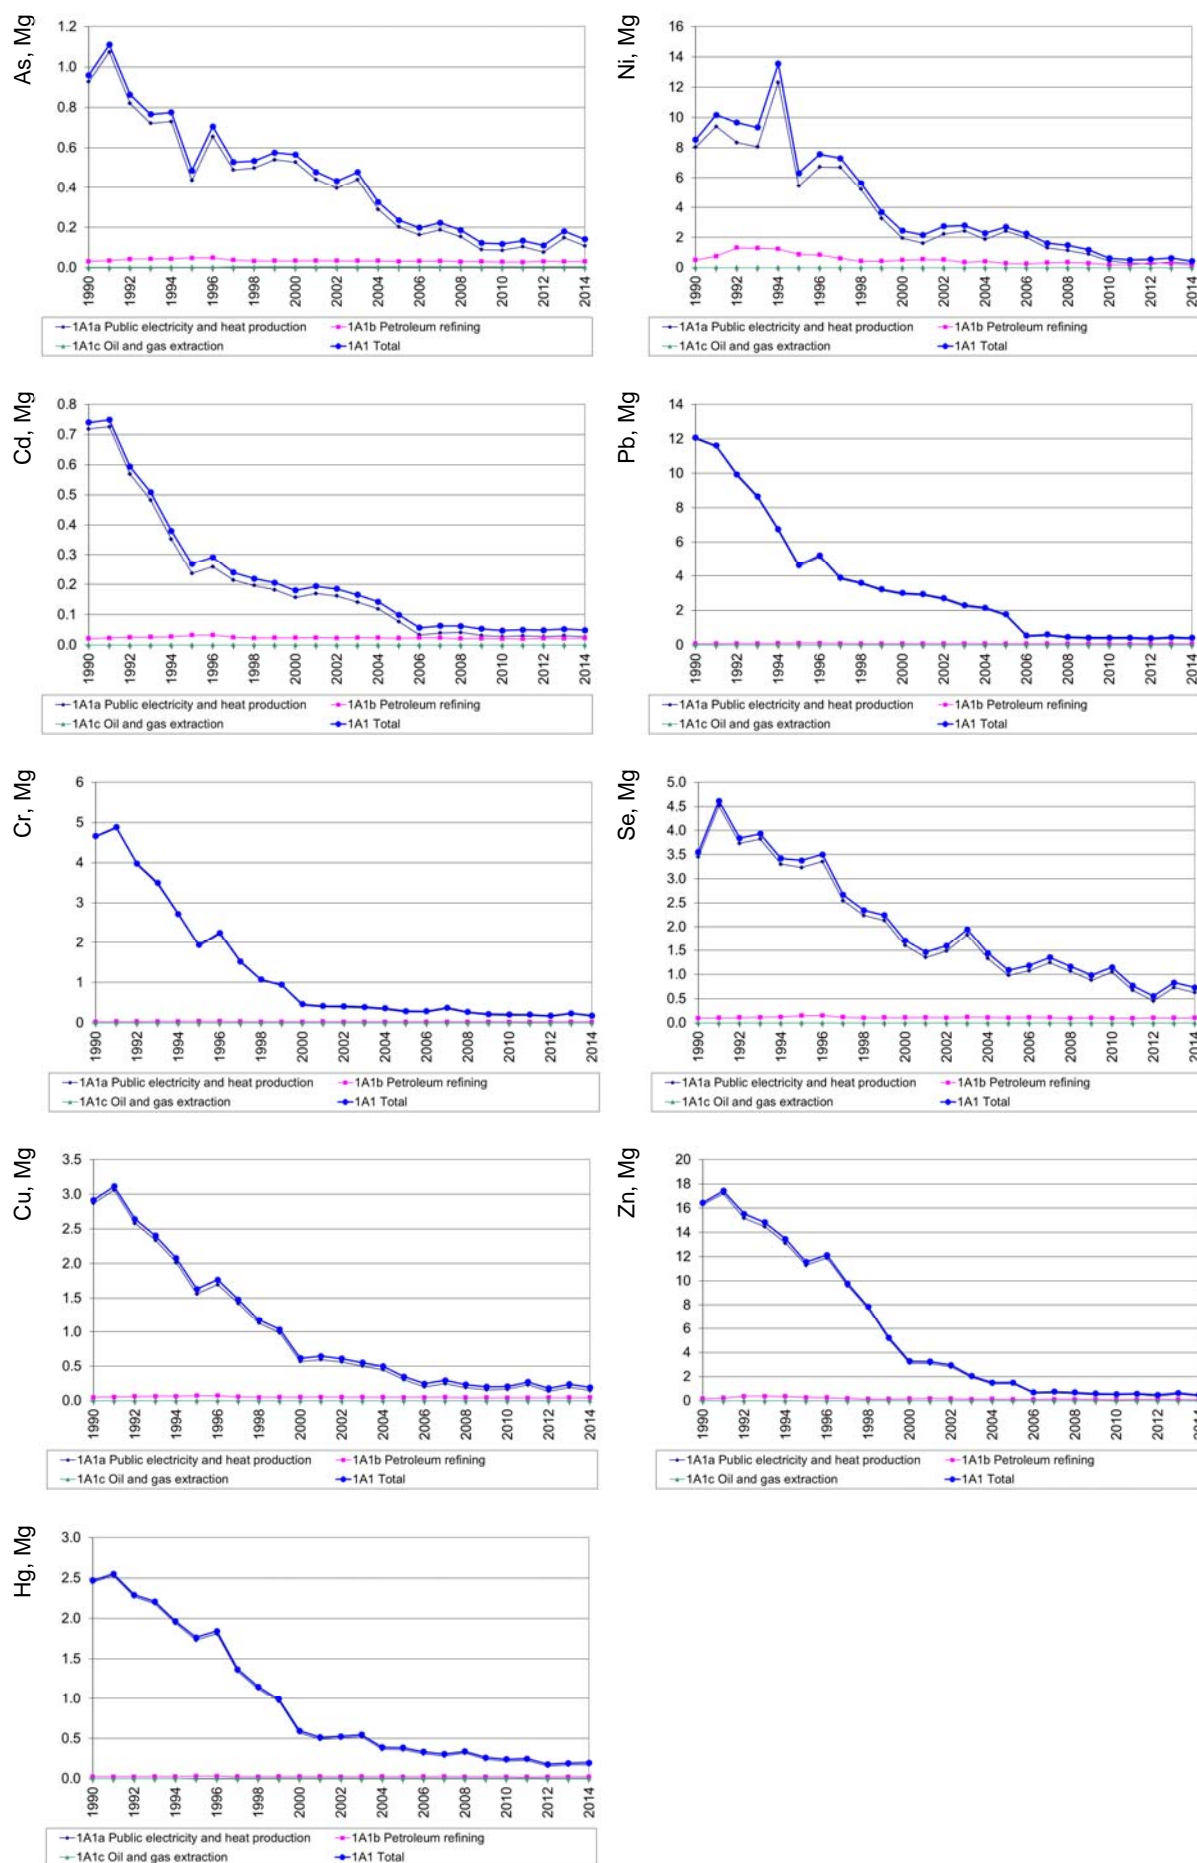 As, Mg
1.2
1.0
0.8
0.6
0.4
0.2
0.0
1990 1992 1994 1996 1998 2000 2002 2004 2006 2008 2010 2012 2014
1A1a Public electricity and heat production 1A1b Petroleum refining
1A1c Oil and gas extraction 1A1 Total
Ni, Mg
16
14
12
10
8
6
4
2
0
1990 1992 1994 1996 1998 2000 2002 2004 2006 2008 2010 2012 2014
1A1a Public electricity and heat production 1A1b Petroleum refining
1A1c Oil and gas extraction 1A1 Total
Cd, Mg
0.8
0.7
0.6
0.5
0.4
0.3
0.2
0.1
0.0
1990 1992 1994 1996 1998 2000 2002 2004 2006 2008 2010 2012 2014
1A1a Public electricity and heat production 1A1b Petroleum refining
1A1c Oil and gas extraction 1A1 Total
Pb, Mg
14
12
10
8
6
4
2
0
1990 1992 1994 1996 1998 2000 2002 2004 2006 2008 2010 2012 2014
1A1a Public electricity and heat production 1A1b Petroleum refining
1A1c Oil and gas extraction 1A1 Total
Cr, Mg
6
5
4
3
2
1
0
1990 1992 1994 1996 1998 2000 2002 2004 2006 2008 2010 2012 2014
1A1a Public electricity and heat production 1A1b Petroleum refining
1A1c Oil and gas extraction 1A1 Total
Se, Mg
5.0
4.5
4.0
3.5
3.0
2.5
2.0
1.5
1.0
0.5
0.0
1990 1992 1994 1996 1998 2000 2002 2004 2006 2008 2010 2012 2014
1A1a Public electricity and heat production 1A1b Petroleum refining
1A1c Oil and gas extraction 1A1 Total
Cu, Mg
3.5
3.0
2.5
2.0
1.5
1.0
0.5
0.0
1990 1992 1994 1996 1998 2000 2002 2004 2006 2008 2010 2012 2014
1A1a Public electricity and heat production 1A1b Petroleum refining
1A1c Oil and gas extraction 1A1 Total
Zn, Mg
20
18
16
14
12
10
8
6
4
2
0
1990 1992 1994 1996 1998 2000 2002 2004 2006 2008 2010 2012 2014
1A1a Public electricity and heat production 1A1b Petroleum refining
1A1c Oil and gas extraction 1A1 Total
Hg, Mg
3.0
2.5
2.0
1.5
1.0
0.5
0.0
1990 1992 1994 1996 1998 2000 2002 2004 2006 2008 2010 2012 2014
1A1a Public electricity and heat production 1A1b Petroleum refining
1A1c Oil and gas extraction 1A1 Total